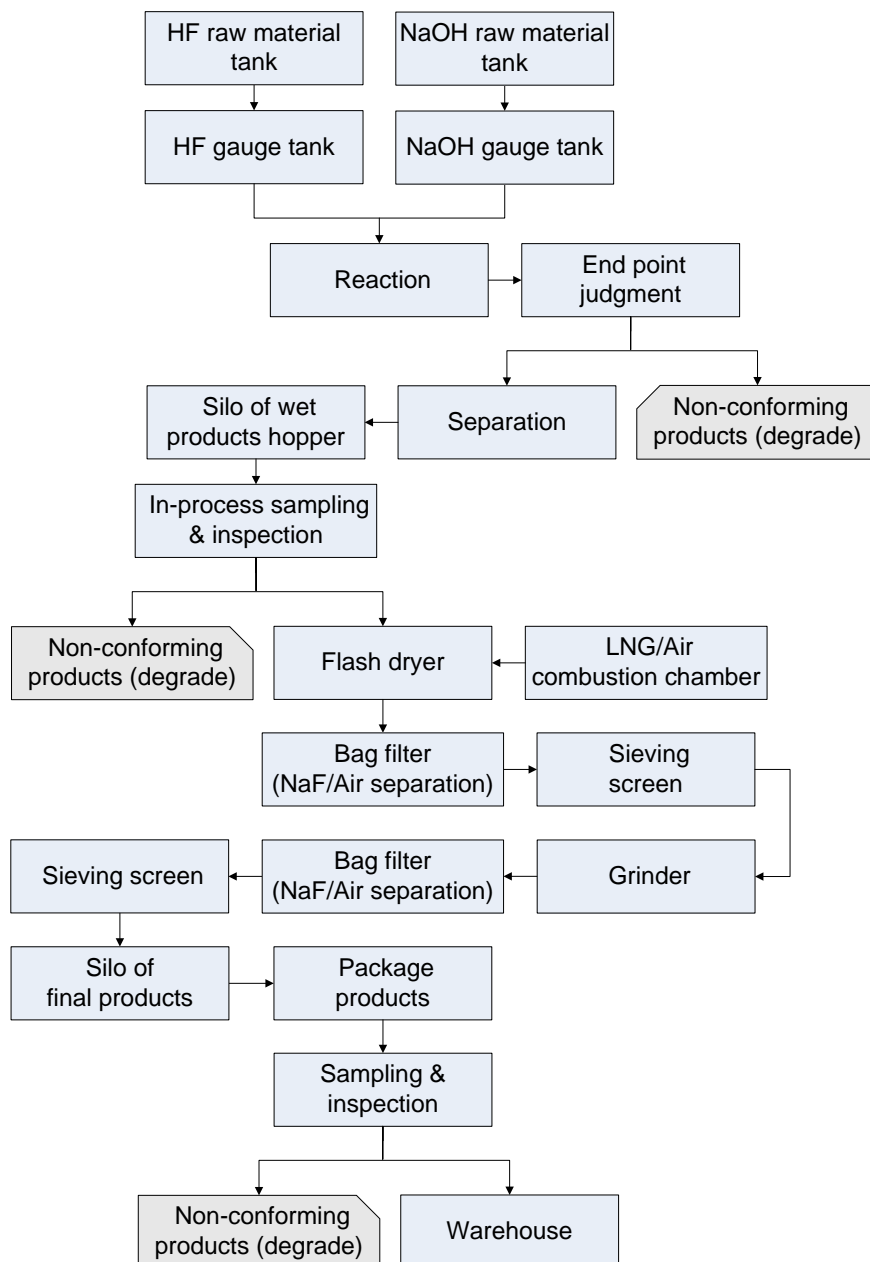 HF raw material
tank
NaOH raw material
tank
HF gauge tank
NaOH gauge tank
Reaction
End point
judgment
Silo of wet
products hopper
Separation
Non-conforming
products (degrade)
In-process sampling
& inspection
Non-conforming
products (degrade)
Flash dryer
LNG/Air
combustion chamber
Bag filter
(NaF/Air separation)
Sieving
screen
Sieving screen
Bag filter
(NaF/Air separation)
Grinder
Silo of
final products
Package
products
Sampling &
inspection
Non-conforming
products (degrade)
Warehouse